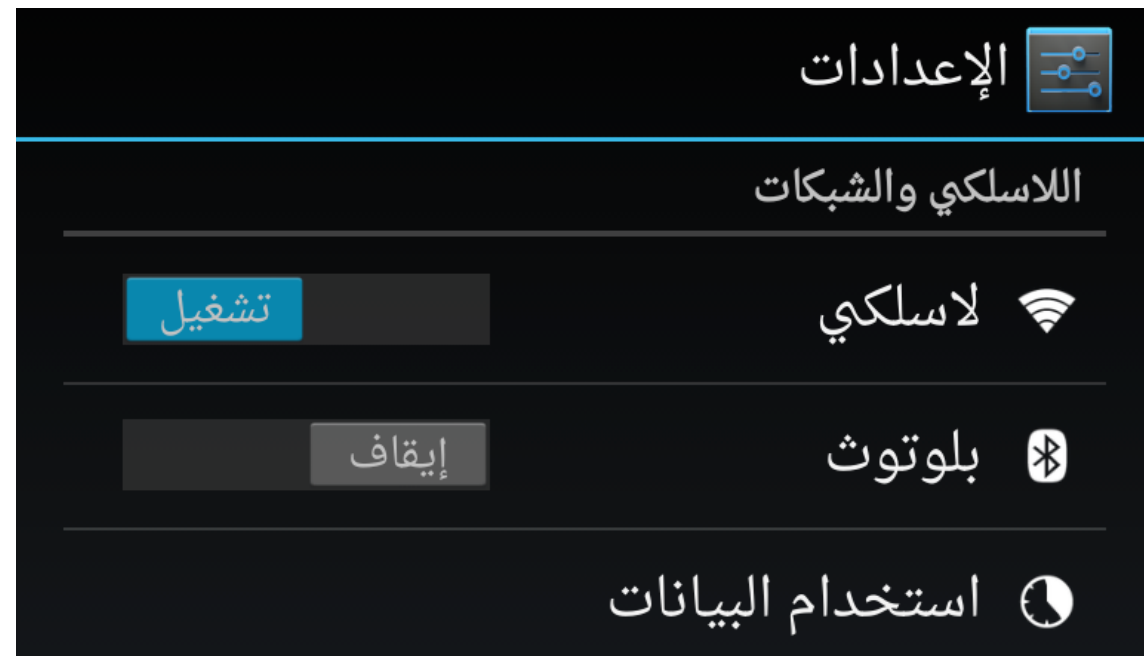 الإعدادات
اللاسلكي والشبكات
لاسلكي
تشغيل
بلوتوث
إيقاف
استخدام البيانات